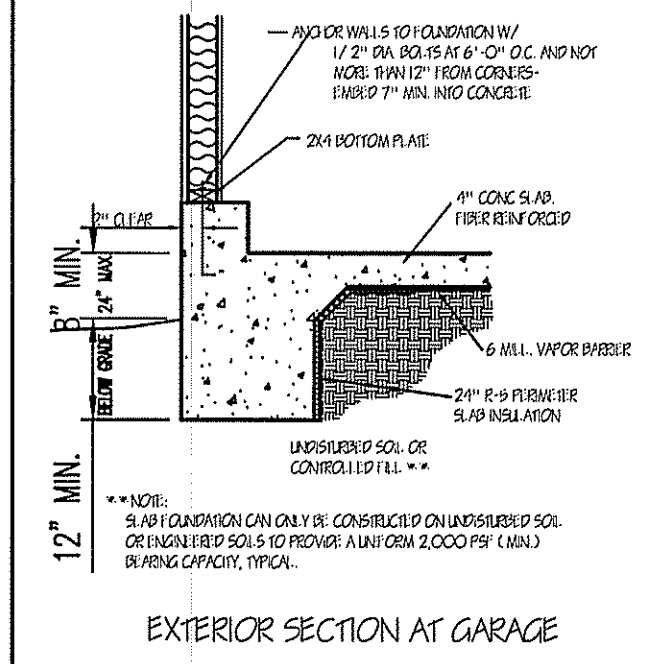 ANCHOR WALLS TO FOUNDATION W/
1/2" DIA. BOLTS AT 6'-0" O.C. AND NOT
MORE THAN 12" FROM CORNERS-
EMBED 7" MIN. INTO CONCRETE
2X4 BOTTOM PLATE
4" CONC SLAB.
FIBER REINFORCED
2" CLEAR
8" MIN.
24" MAX.
BELOW GRADE
12" MIN.
6 MILL. VAPOR BARRIER
24" R-5 PERIMETER
SLAB INSULATION
UNDISTURBED SOIL OR
CONTROLLED FILL **
**NOTE:
SLAB FOUNDATION CAN ONLY BE CONSTRUCTED ON UNDISTURBED SOIL
OR ENGINEERED SOILS TO PROVIDE A UNIFORM 2,000 PSF (MIN.)
BEARING CAPACITY, TYPICAL.
EXTERIOR SECTION AT GARAGE